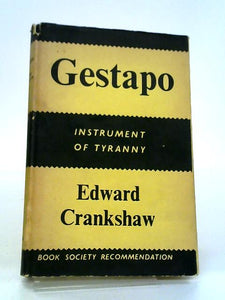 Gestapo
INSTRUMENT
OF TYRANNY
Edward
Crankshaw
BOOK SOCIETY RECOMMENDATION